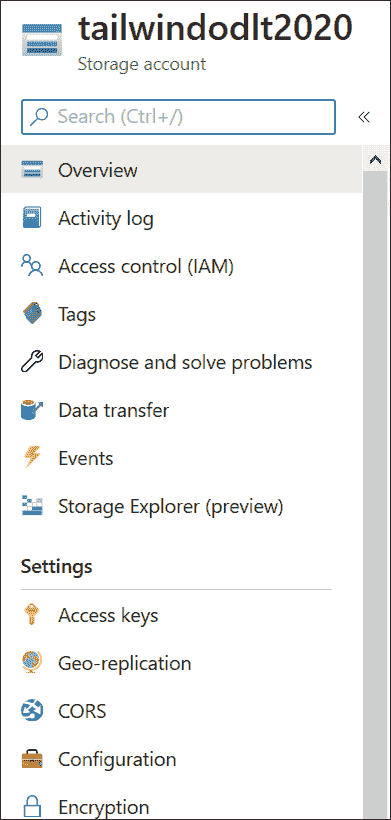 tailwindodlt2020
Storage account
Search (Ctrl+/)
«
Overview
Activity log
Access control (IAM)
Tags
Diagnose and solve problems
Data transfer
Events
Storage Explorer (preview)
Settings
Access keys
Geo-replication
CORS
Configuration
Encryption